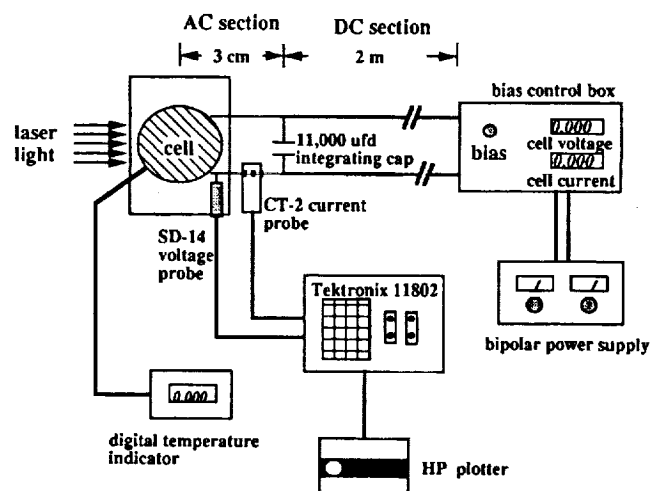 AC section
DC section
3 cm
2 m
bias control box
laser
light
cell
11,000 ufd
integrating cap
bias
0.000
cell voltage
0.000
cell current
CT-2 current
probe
SD-14
voltage
probe
Tektronix 11802
bipolar power supply
0.000
digital temperature
indicator
HP plotter